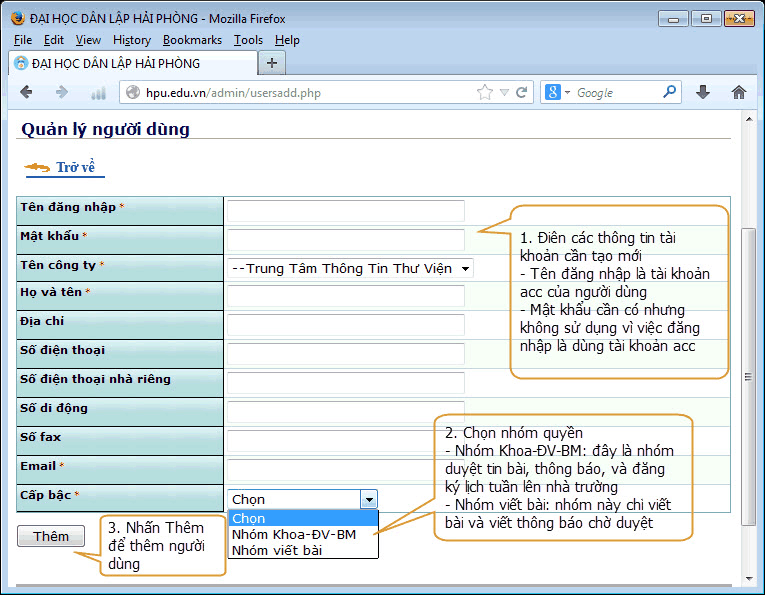 ĐẠI HỌC DÂN LẬP HẢI PHÒNG - Mozilla Firefox
File Edit View History Bookmarks Tools Help
ĐẠI HỌC DÂN LẬP HẢI PHÒNG
hpu.edu.vn/admin/usersadd.php
Google
Quản lý người dùng
Trở về
Tên đăng nhập *
Mật khẩu *
Tên công ty *
--Trung Tâm Thông Tin Thư Viện
Họ và tên *
Địa chỉ
Số điện thoại
Số điện thoại nhà riêng
Số di động
Số fax
Email *
Cấp bậc *
Chọn
Chọn
Nhóm Khoa-ĐV-BM
Nhóm viết bài
Thêm
1. Điên các thông tin tài
khoản cần tạo mới
- Tên đăng nhập là tài khoản
acc của người dùng
- Mật khẩu cần có nhưng
không sử dụng vì việc đăng
nhập là dùng tài khoản acc
2. Chọn nhóm quyền
- Nhóm Khoa-ĐV-BM: đây là nhóm
duyệt tin bài, thông báo, và đăng
ký lịch tuần lên nhà trường
- Nhóm viết bài: nhóm này chi viết
bài và viết thông báo chờ duyệt
3. Nhấn Thêm
để thêm người
dùng